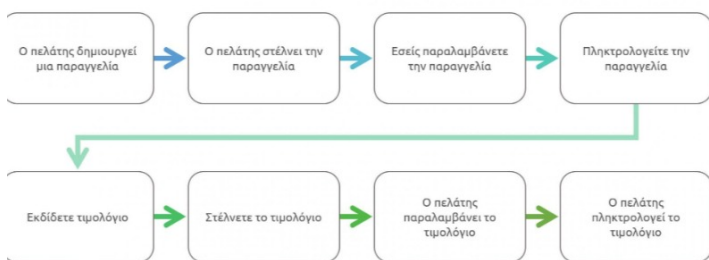 Ο πελάτης δημιουργεί
μια παραγγελία
Ο πελάτης στέλνει την
παραγγελία
Εσείς παραλαμβάνετε
την παραγγελία
Πληκτρολογείτε την
παραγγελία
Εκδίδετε τιμολόγιο
Στέλνετε το τιμολόγιο
Ο πελάτης
παραλαμβάνει το
τιμολόγιο
Ο πελάτης
πληκτρολογεί το
τιμολόγιο